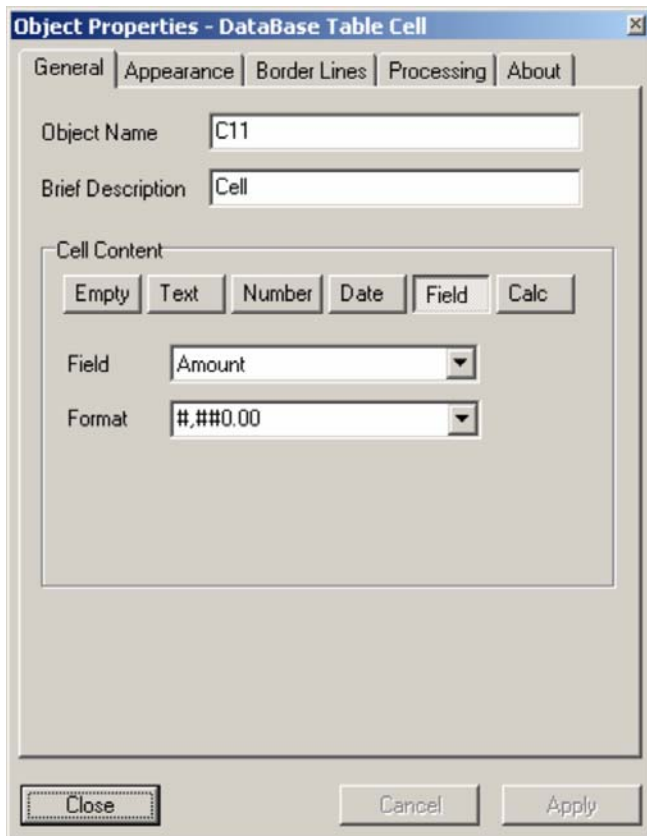 Object Properties - DataBase Table Cell
General Appearance Border Lines Processing About
Object Name C11
Brief Description Cell
Cell Content
Empty Text Number Date Field Calc
Field Amount
Format #,##0.00
Close Cancel Apply